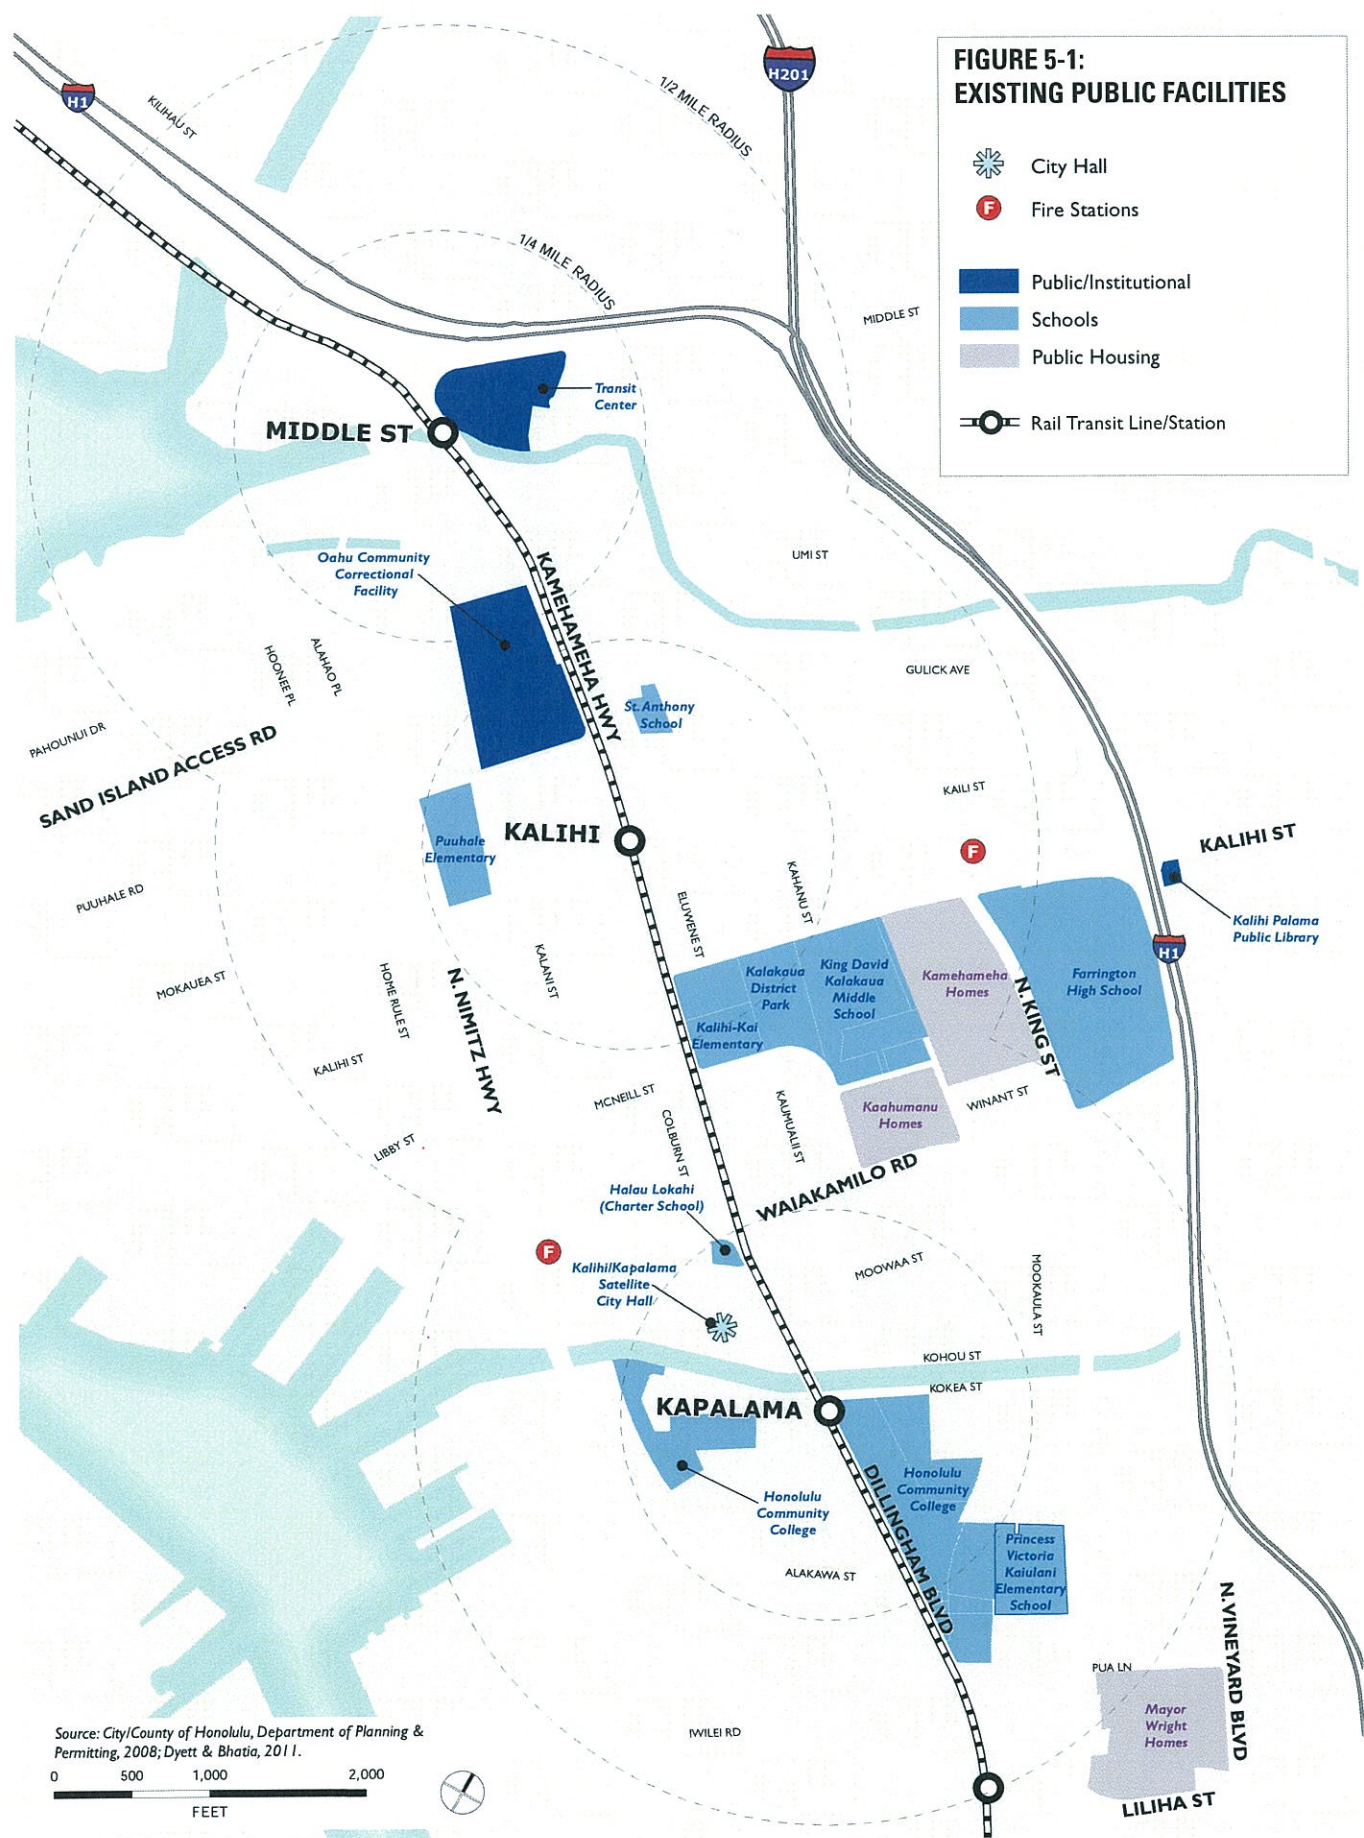 FIGURE 5-1:
EXISTING PUBLIC FACILITIES
City Hall
F
Fire Stations
Public/Institutional
Schools
Public Housing
Rail Transit Line/Station
H1
H201
KILIHAU ST
1/2 MILE RADIUS
1/4 MILE RADIUS
MIDDLE ST
Transit
Center
MIDDLE ST
UMI ST
Oahu Community
Correctional
Facility
KAMEHAMEHA HWY
HOONEE PL
ALAHAO PL
GULICK AVE
St. Anthony
School
PAHOUNUI DR
SAND ISLAND ACCESS RD
KAILI ST
KALIHI
KALIHI ST
Puuhale
Elementary
F
PUUHALE RD
ELUWENE ST
KAHANU ST
Kalihi Palama
Public Library
H1
MOKAUEA ST
HOME RULE ST
N. NIMITZ HWY
KALANI ST
Kalakaua
District
Park
King David
Kalakaua
Middle
School
Kamehameha
Homes
N. KING ST
Farrington
High School
Kalihi-Kai
Elementary
KALIHI ST
MCNEILL ST
COLBURN ST
KAUMUALII ST
Kaahumanu
Homes
WINANT ST
LIBBY ST
WAIAKAMILO RD
Halau Lokahi
(Charter School)
F
Kalihi/Kapalama
Satellite
City Hall
MOOWAA ST
MOOKAULA ST
KOHOU ST
KOKEA ST
KAPALAMA
DILLINGHAM BLVD
Honolulu
Community
College
Honolulu
Community
College
Princess
Victoria
Kaiulani
Elementary
School
ALAKAWA ST
N. VINEYARD BLVD
PUA LN
Mayor
Wright
Homes
IWILEI RD
LILIHA ST
Source: City/County of Honolulu, Department of Planning &
Permitting, 2008; Dyett & Bhatia, 2011.
0 500 1,000 2,000
FEET